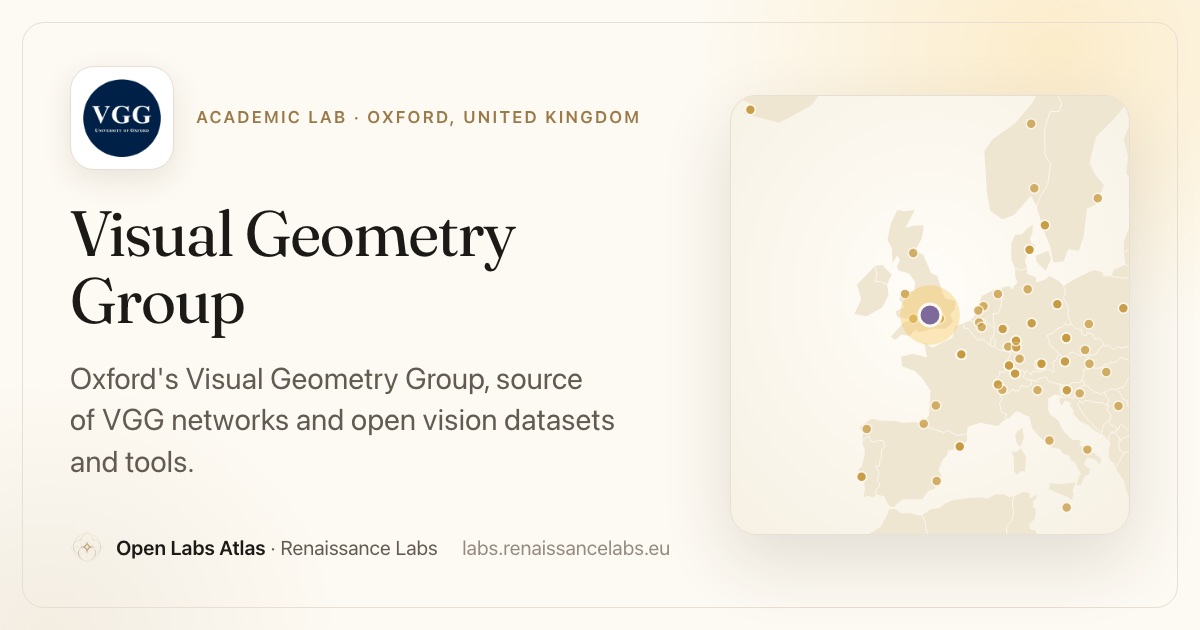 VGG
UNIVERSITY OF OXFORD
ACADEMIC LAB · OXFORD, UNITED KINGDOM
Visual Geometry
Group
Oxford's Visual Geometry Group, source
of VGG networks and open vision datasets
and tools.
Open Labs Atlas · Renaissance Labs labs.renaissancelabs.eu